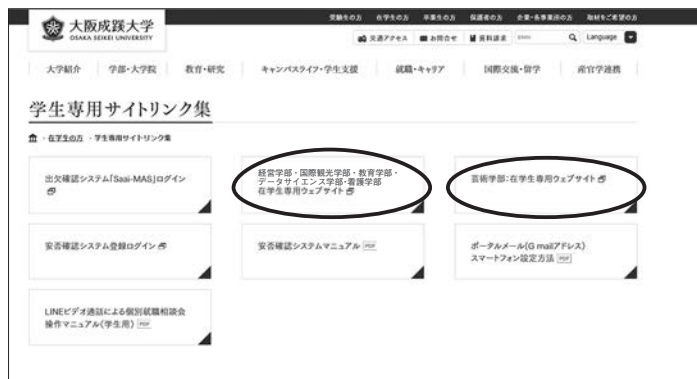 受験生の方 在学生の方 卒業生の方 保護者の方 企業・各事業所の方 取材をご希望の方
大阪成蹊大学
OSAKA SEIKEI UNIVERSITY
交通アクセス お問合せ 資料請求 Language
大学紹介 学部・大学院 教育・研究 キャンパスライフ・学生支援 就職・キャリア 国際交流・留学 産官学連携
学生専用サイトリンク集
在学生の方 学生専用サイトリンク集
出欠確認システム「Saai-MAS」ログイン
経営学部・国際観光学部・教育学部・
データサイエンス学部・看護学部
在学生専用ウェブサイト
芸術学部:在学生専用ウェブサイト
安否確認システム登録ログイン
安否確認システムマニュアル PDF
ポータルメール(G mailアドレス)
スマートフォン設定方法 PDF
LINEビデオ通話による個別就職相談会
操作マニュアル(学生用) PDF